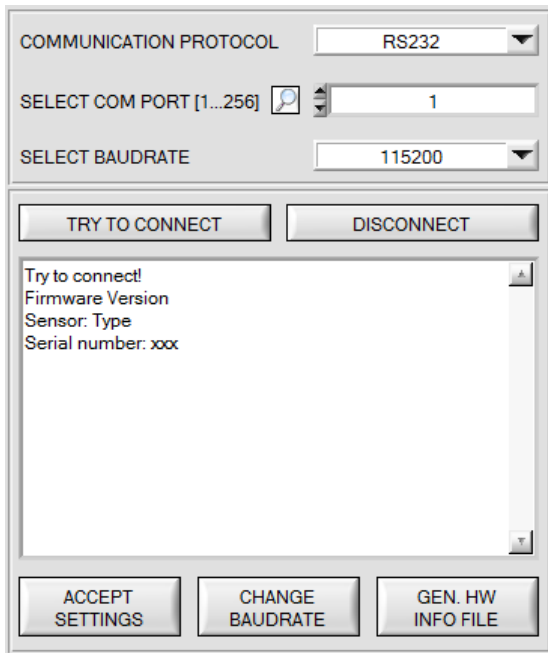 COMMUNICATION PROTOCOL RS232
SELECT COM PORT [1...256] 1
SELECT BAUDRATE 115200
TRY TO CONNECT DISCONNECT
Try to connect!
Firmware Version
Sensor: Type
Serial number: xxx
ACCEPT SETTINGS
CHANGE BAUDRATE
GEN. HW INFO FILE